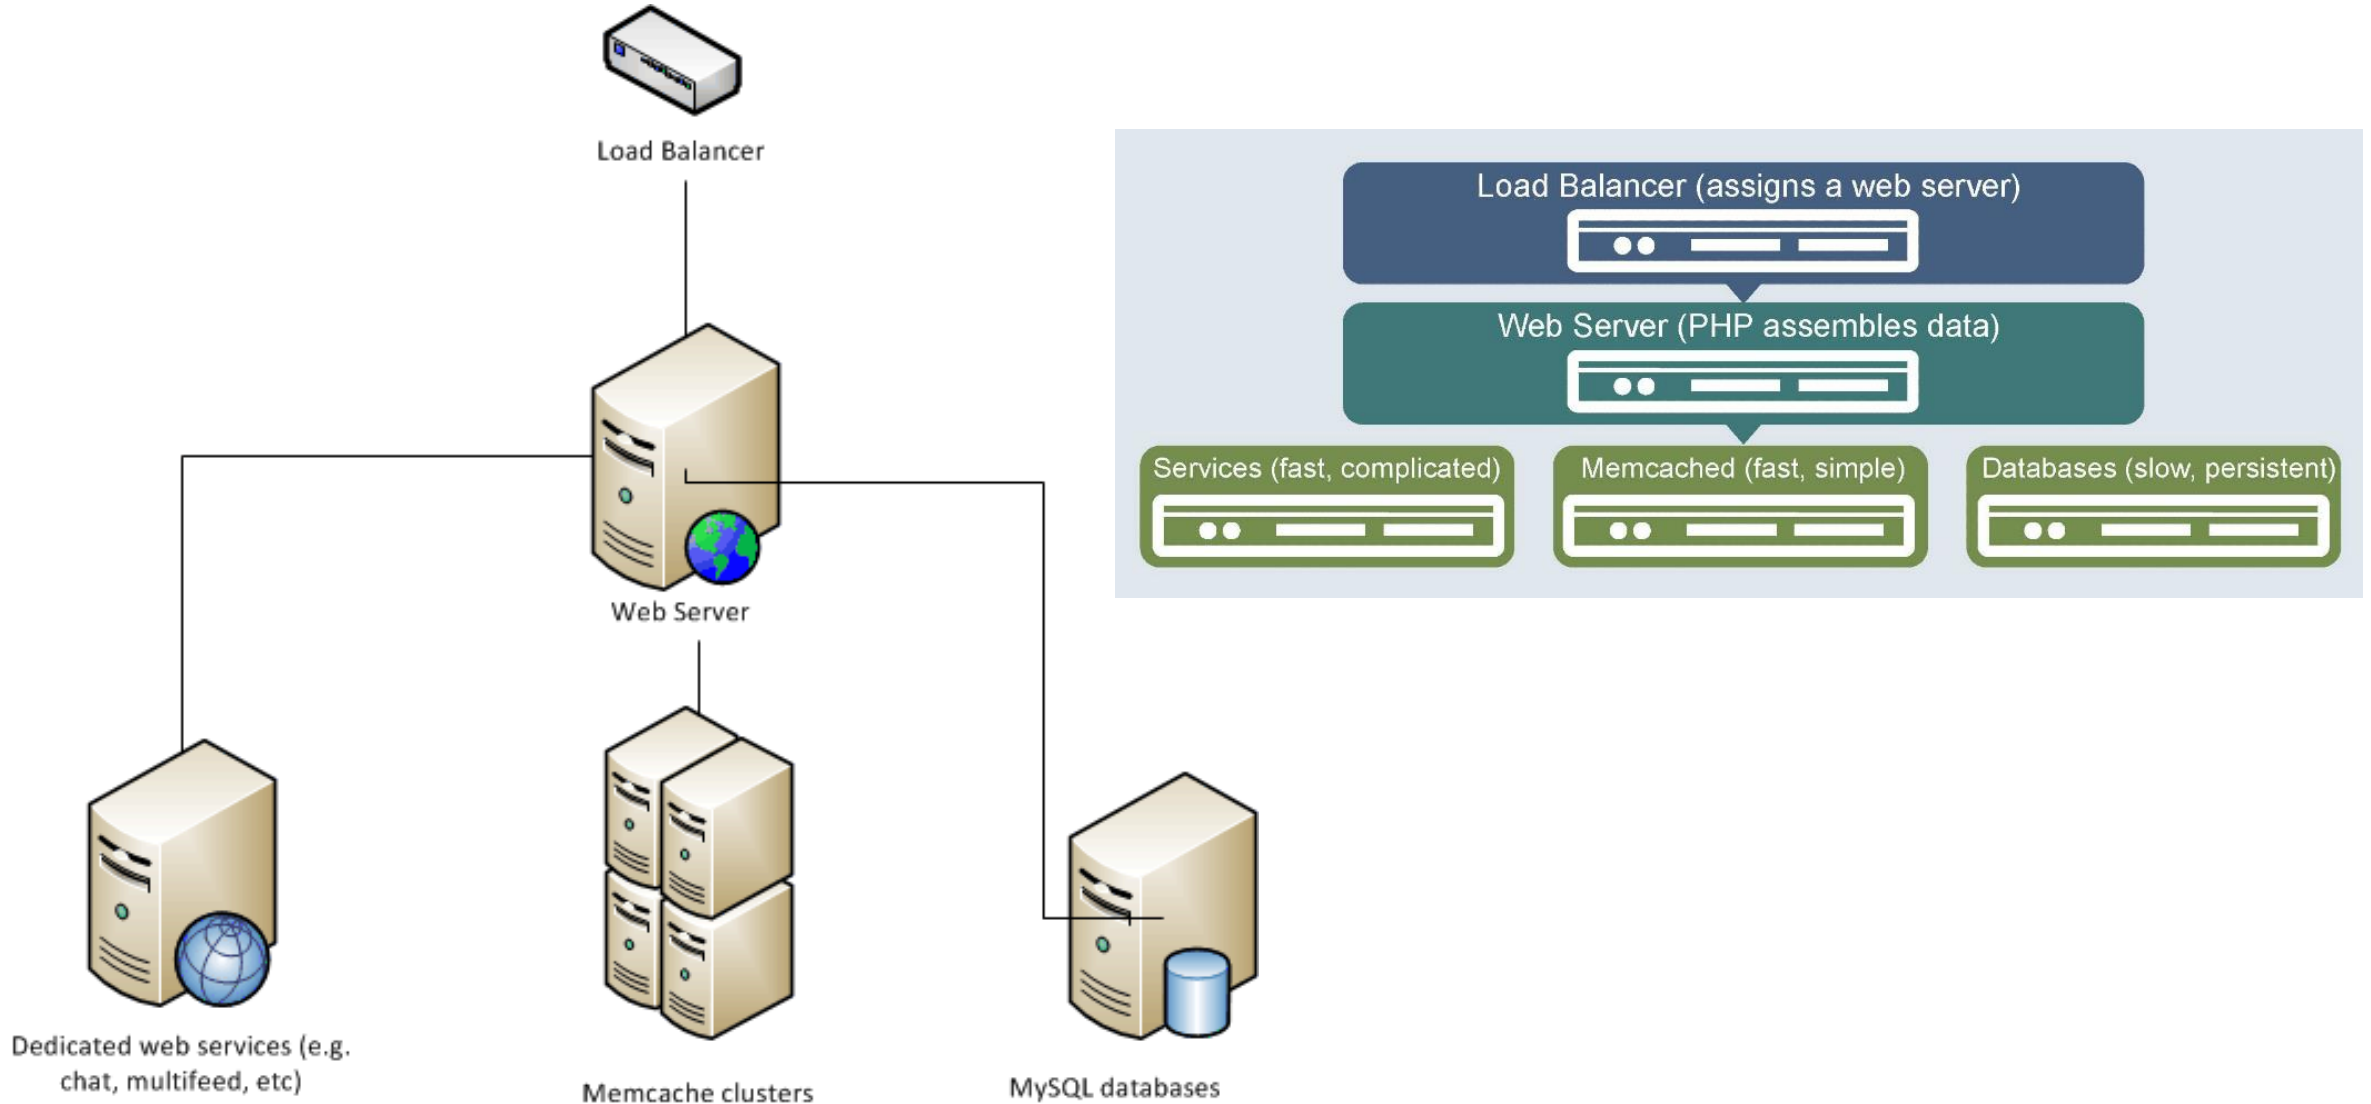 Load Balancer
Web Server
Dedicated web services (e.g.
chat, multifeed, etc)
Memcache clusters
MySQL databases
Load Balancer (assigns a web server)
Web Server (PHP assembles data)
Services (fast, complicated)
Memcached (fast, simple)
Databases (slow, persistent)